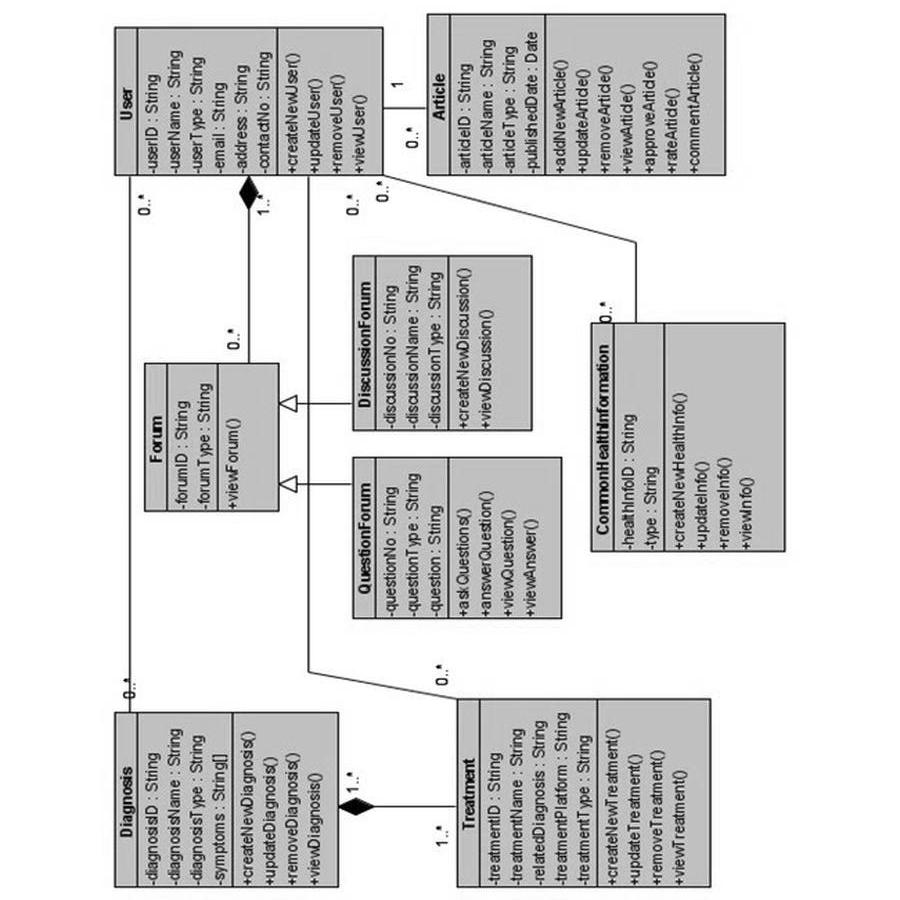 User
-userID : String
-userName : String
-userType : String
-email : String
-address : String
-contactNo : String
+createNewUser()
+updateUser()
+removeUser()
+viewUser()
1
0..*
Article
-articleID : String
-articleName : String
-articleType : String
-publishedDate : Date
+addNewArticle()
+updateArticle()
+removeArticle()
+viewArticle()
+approveArticle()
+rateArticle()
+commentArticle()
0..*
1..*
0..*
0..*
0..*
0..*
Forum
-forumID : String
-forumType : String
+viewForum()
DiscussionForum
-discussionNo : String
-discussionName : String
-discussionType : String
+createNewDiscussion()
+viewDiscussion()
QuestionForum
-questionNo : String
-questionType : String
-question : String
+askQuestions()
+answerQuestion()
+viewQuestion()
+viewAnswer()
CommonHealthInformation
-healthInfoID : String
-type : String
+createNewHealthInfo()
+updateInfo()
+removeInfo()
+viewInfo()
0..*
0..*
Diagnosis
-diagnosisID : String
-diagnosisName : String
-diagnosisType : String
-symptoms : String[]
+createNewDiagnosis()
+updateDiagnosis()
+removeDiagnosis()
+viewDiagnosis()
1..*
1..*
Treatment
-treatmentID : String
-treatmentName : String
-relatedDiagnosis : String
-treatmentPlatform : String
-treatmentType : String
+createNewTreatment()
+updateTreatment()
+removeTreatment()
+viewTreatment()